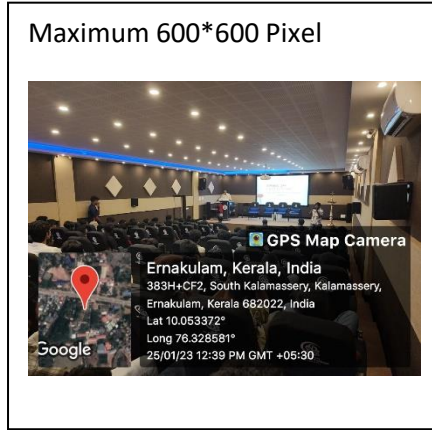 Maximum 600*600 Pixel
GPS Map Camera
Ernakulam, Kerala, India
383H+CF2, South Kalamassery, Kalamassery,
Ernakulam, Kerala 682022, India
Lat 10.053372°
Long 76.328581°
25/01/23 12:39 PM GMT +05:30
Google